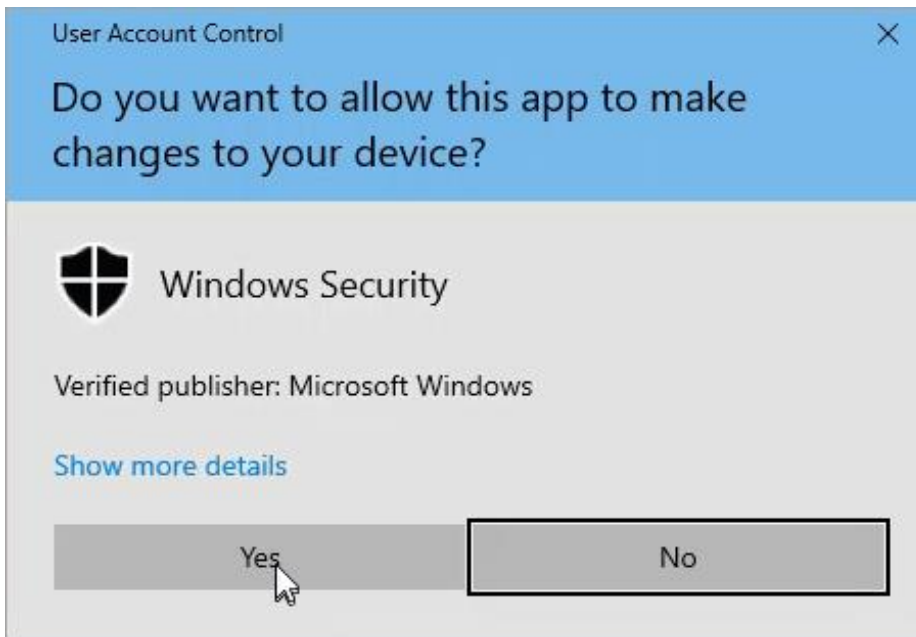 User Account Control
Do you want to allow this app to make
changes to your device?
Windows Security
Verified publisher: Microsoft Windows
Show more details
Yes
No